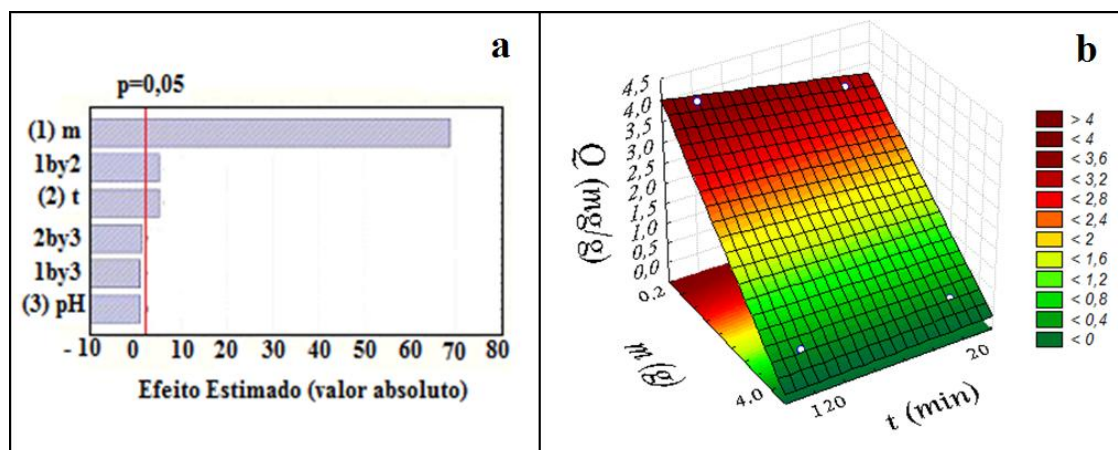 a
p=0,05
(1) m
1by2
(2) t
2by3
1by3
(3) pH
- 10 0 10 20 30 40 50 60 70 80
Efeito Estimado (valor absoluto)
b
4,5
4,0
3,5
3,0
2,5
2,0
1,5
1,0
0,5
0,0
Q (mg/g)
0.2
m (g)
4.0
120
t (min)
20
> 4
< 4
< 3,6
< 3,2
< 2,8
< 2,4
< 2
< 1,6
< 1,2
< 0,8
< 0,4
< 0